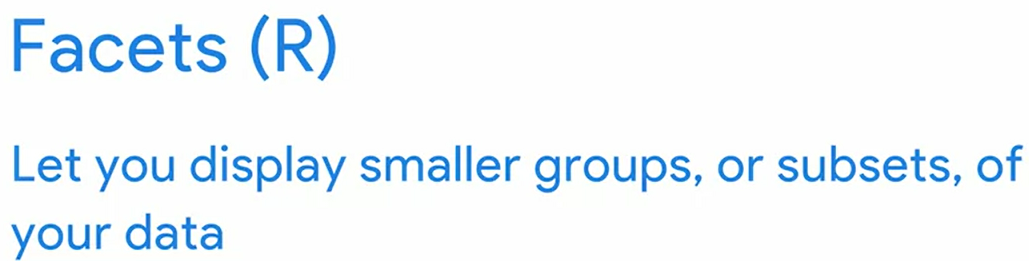 Facets (R)
Let you display smaller groups, or subsets, of
your data